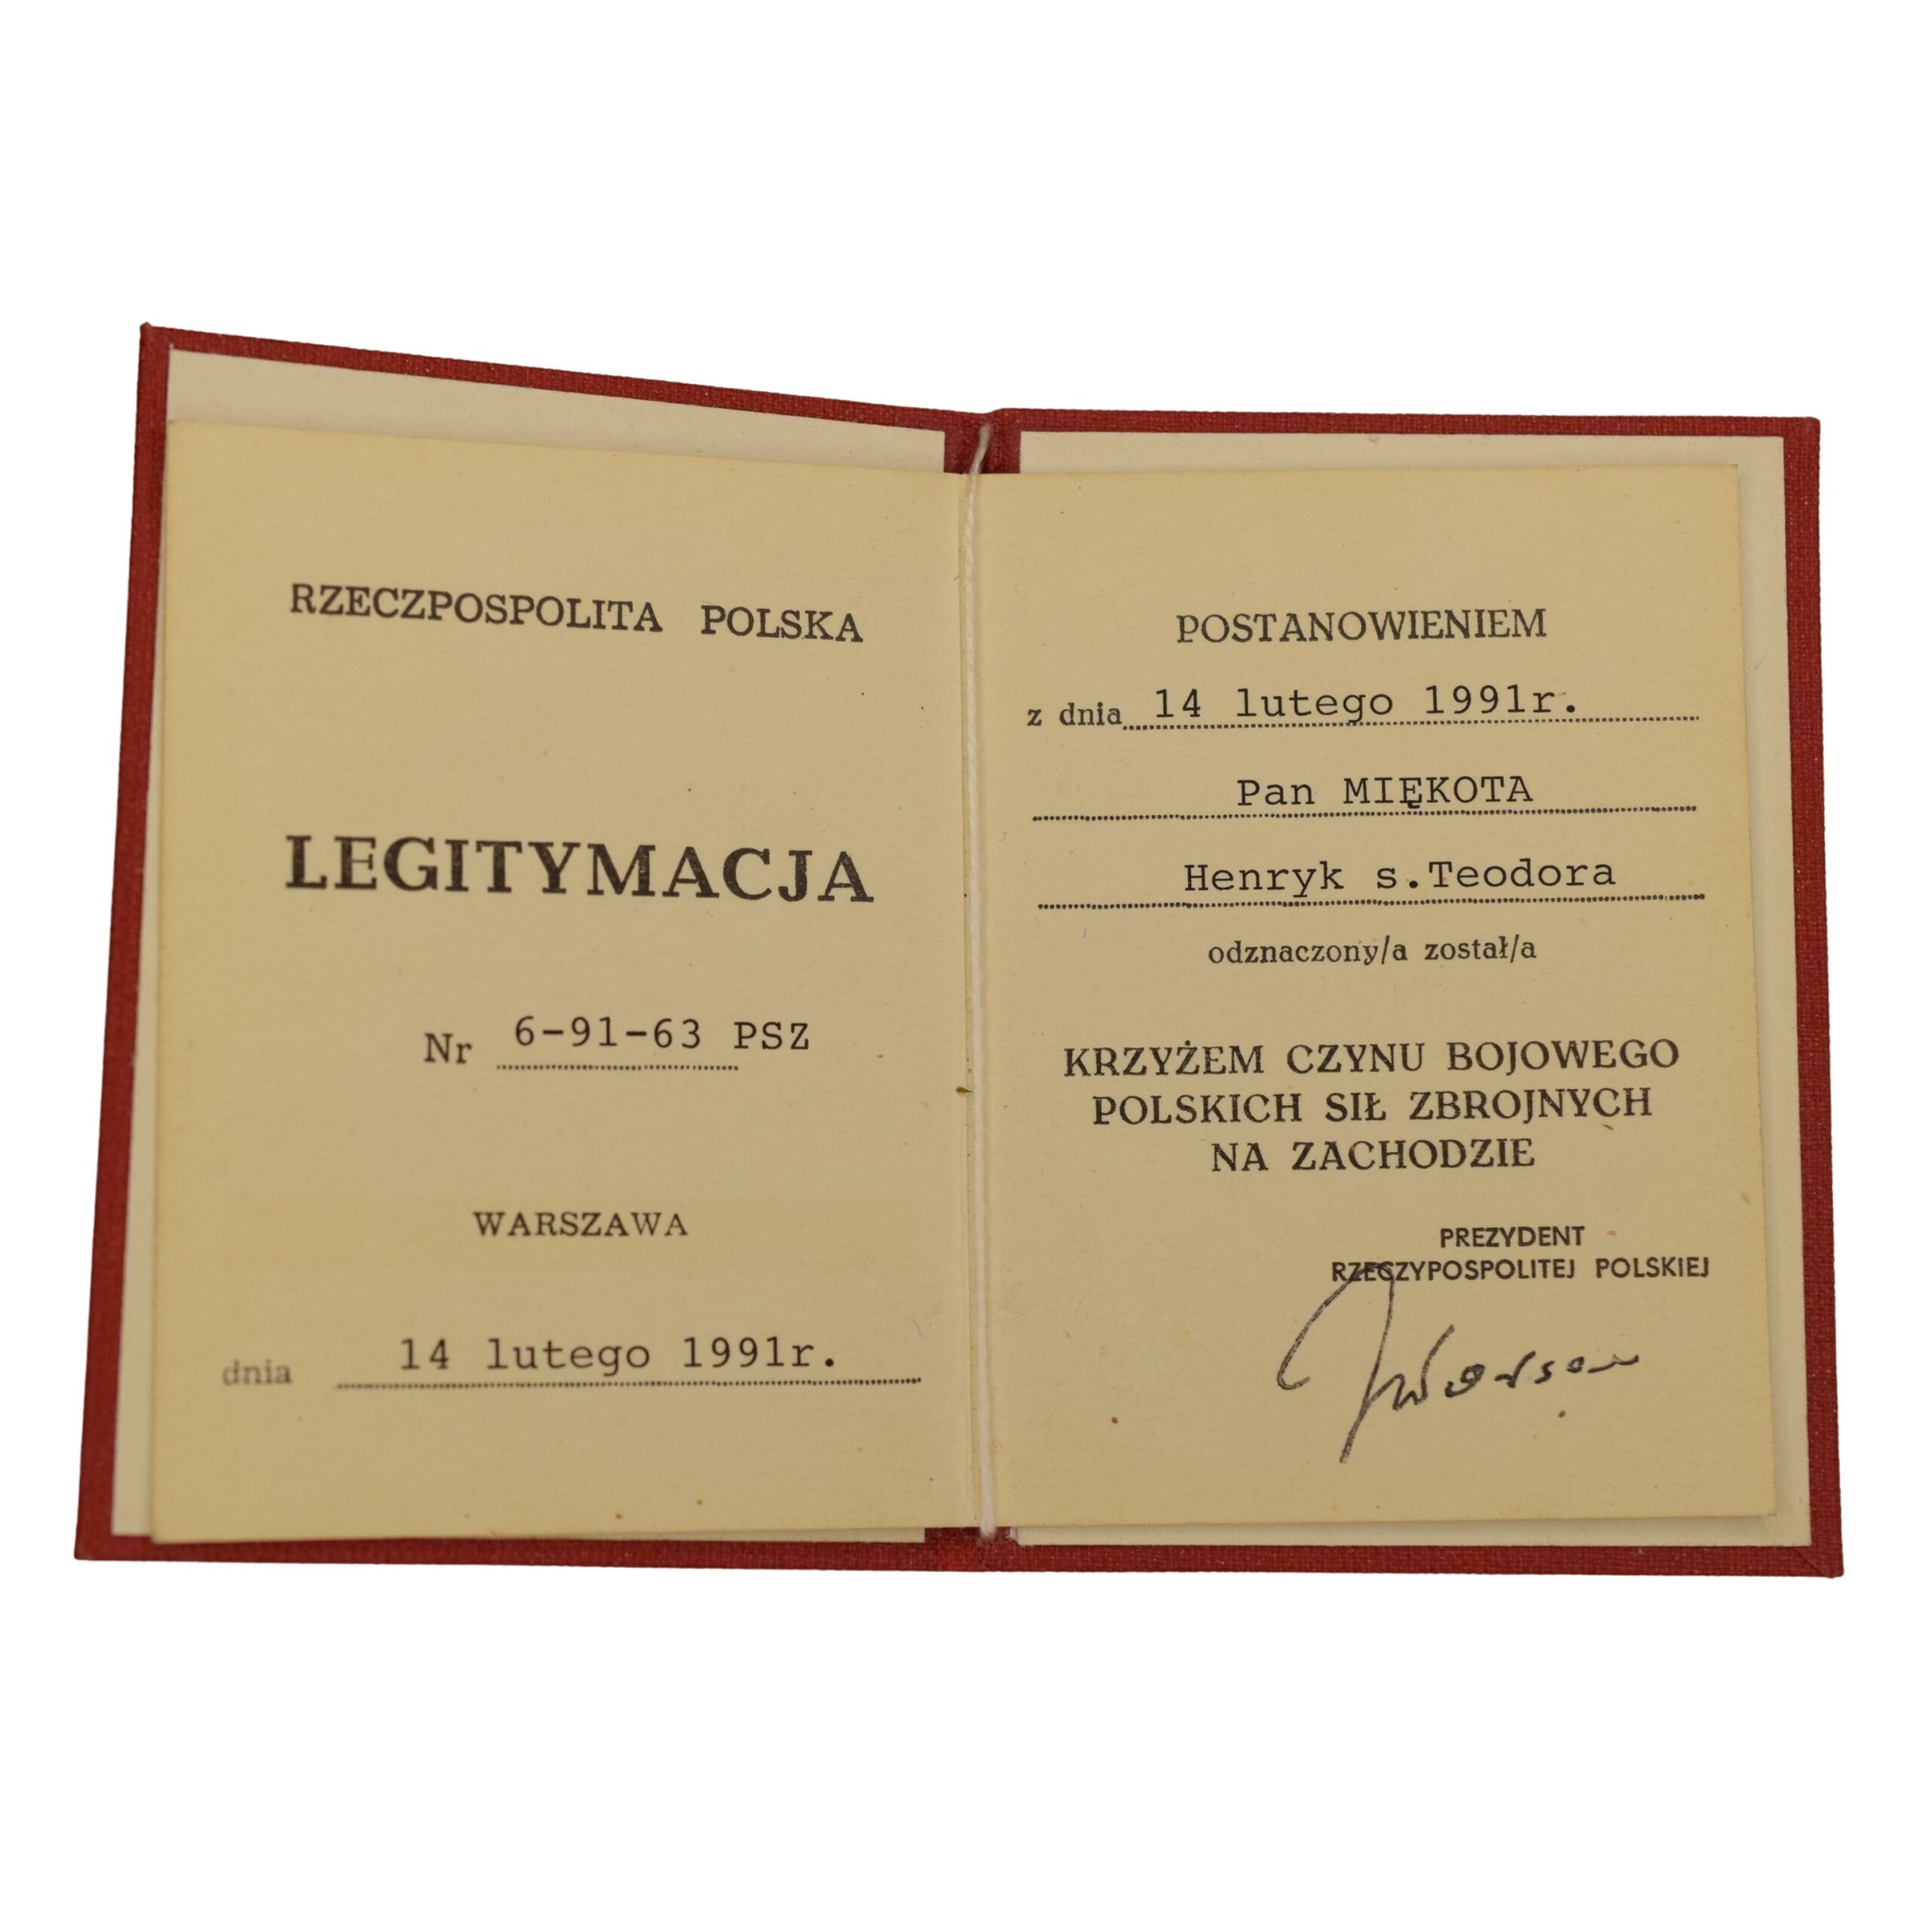 RZECZPOSPOLITA POLSKA
LEGITYMACJA
Nr 6-91-63 PSZ
WARSZAWA
dnia 14 lutego 1991r.
POSTANOWIENIEM
z dnia 14 lutego 1991r.
Pan MIĘKOTA
Henryk s.Teodora
odznaczony/a został/a
KRZYŻEM CZYNU BOJOWEGO
POLSKICH SIŁ ZBROJNYCH
NA ZACHODZIE
PREZYDENT
RZECZYPOSPOLITEJ POLSKIEJ